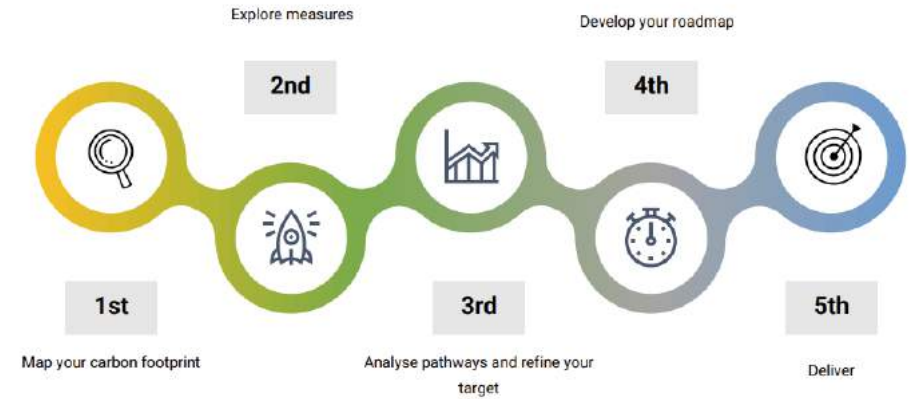 Explore measures
Develop your roadmap
2nd
4th
1st
3rd
5th
Map your carbon footprint
Analyse pathways and refine your
target
Deliver